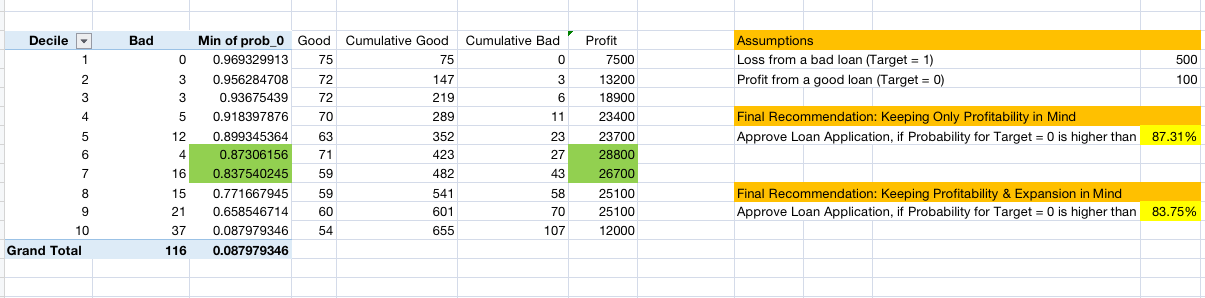 Decile Bad Min of prob_0 Good Cumulative Good Cumulative Bad Profit Assumptions
1 0 0.969329913 75 75 0 7500 Loss from a bad loan (Target = 1) 500
2 3 0.956284708 72 147 3 13200 Profit from a good loan (Target = 0) 100
3 3 0.93675439 72 219 6 18900
4 5 0.918397876 70 289 11 23400 Final Recommendation: Keeping Only Profitability in Mind
5 12 0.899345364 63 352 23 23700 Approve Loan Application, if Probability for Target = 0 is higher than 87.31%
6 4 0.87306156 71 423 27 28800
7 16 0.837540245 59 482 43 26700
8 15 0.771667945 59 541 58 25100 Final Recommendation: Keeping Profitability & Expansion in Mind
9 21 0.658546714 60 601 70 25100 Approve Loan Application, if Probability for Target = 0 is higher than 83.75%
10 37 0.087979346 54 655 107 12000
Grand Total 116 0.087979346